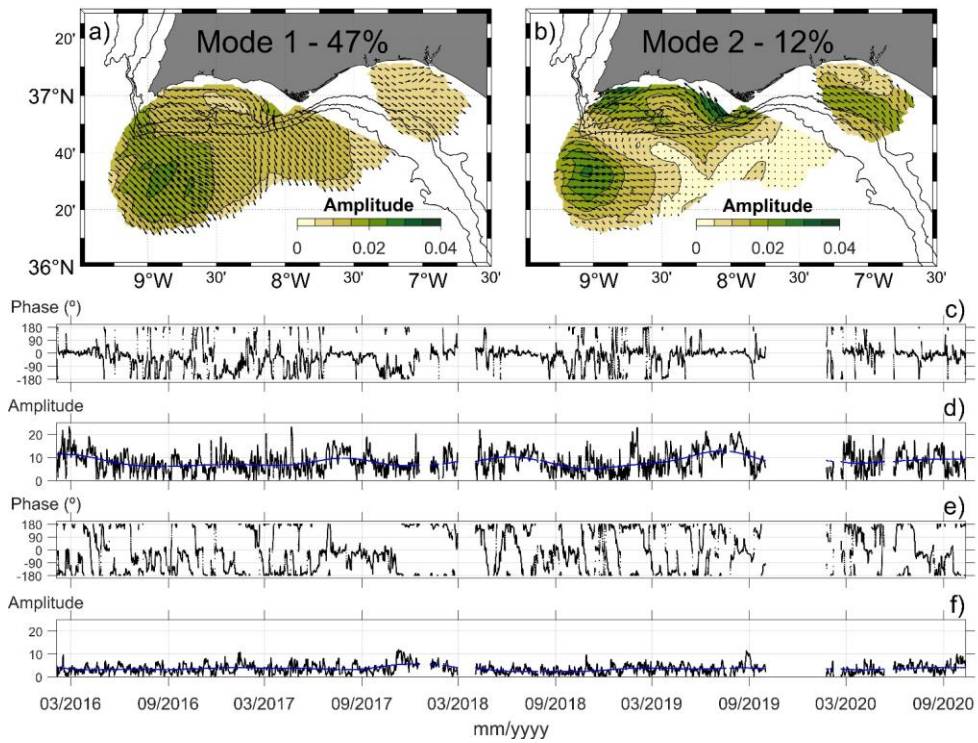 a) Mode 1 - 47%
b) Mode 2 - 12%
20'
37°N
40'
20'
36°N
Amplitude
0 0.02 0.04
Amplitude
0 0.02 0.04
9°W 30' 8°W 30' 7°W 30'
9°W 30' 8°W 30' 7°W 30'
Phase (º) c)
180
90
0
-90
-180
Amplitude d)
20
10
0
Phase (º) e)
180
90
0
-90
-180
Amplitude f)
20
10
0
03/2016 09/2016 03/2017 09/2017 03/2018 09/2018 03/2019 09/2019 03/2020 09/2020
mm/yyyy